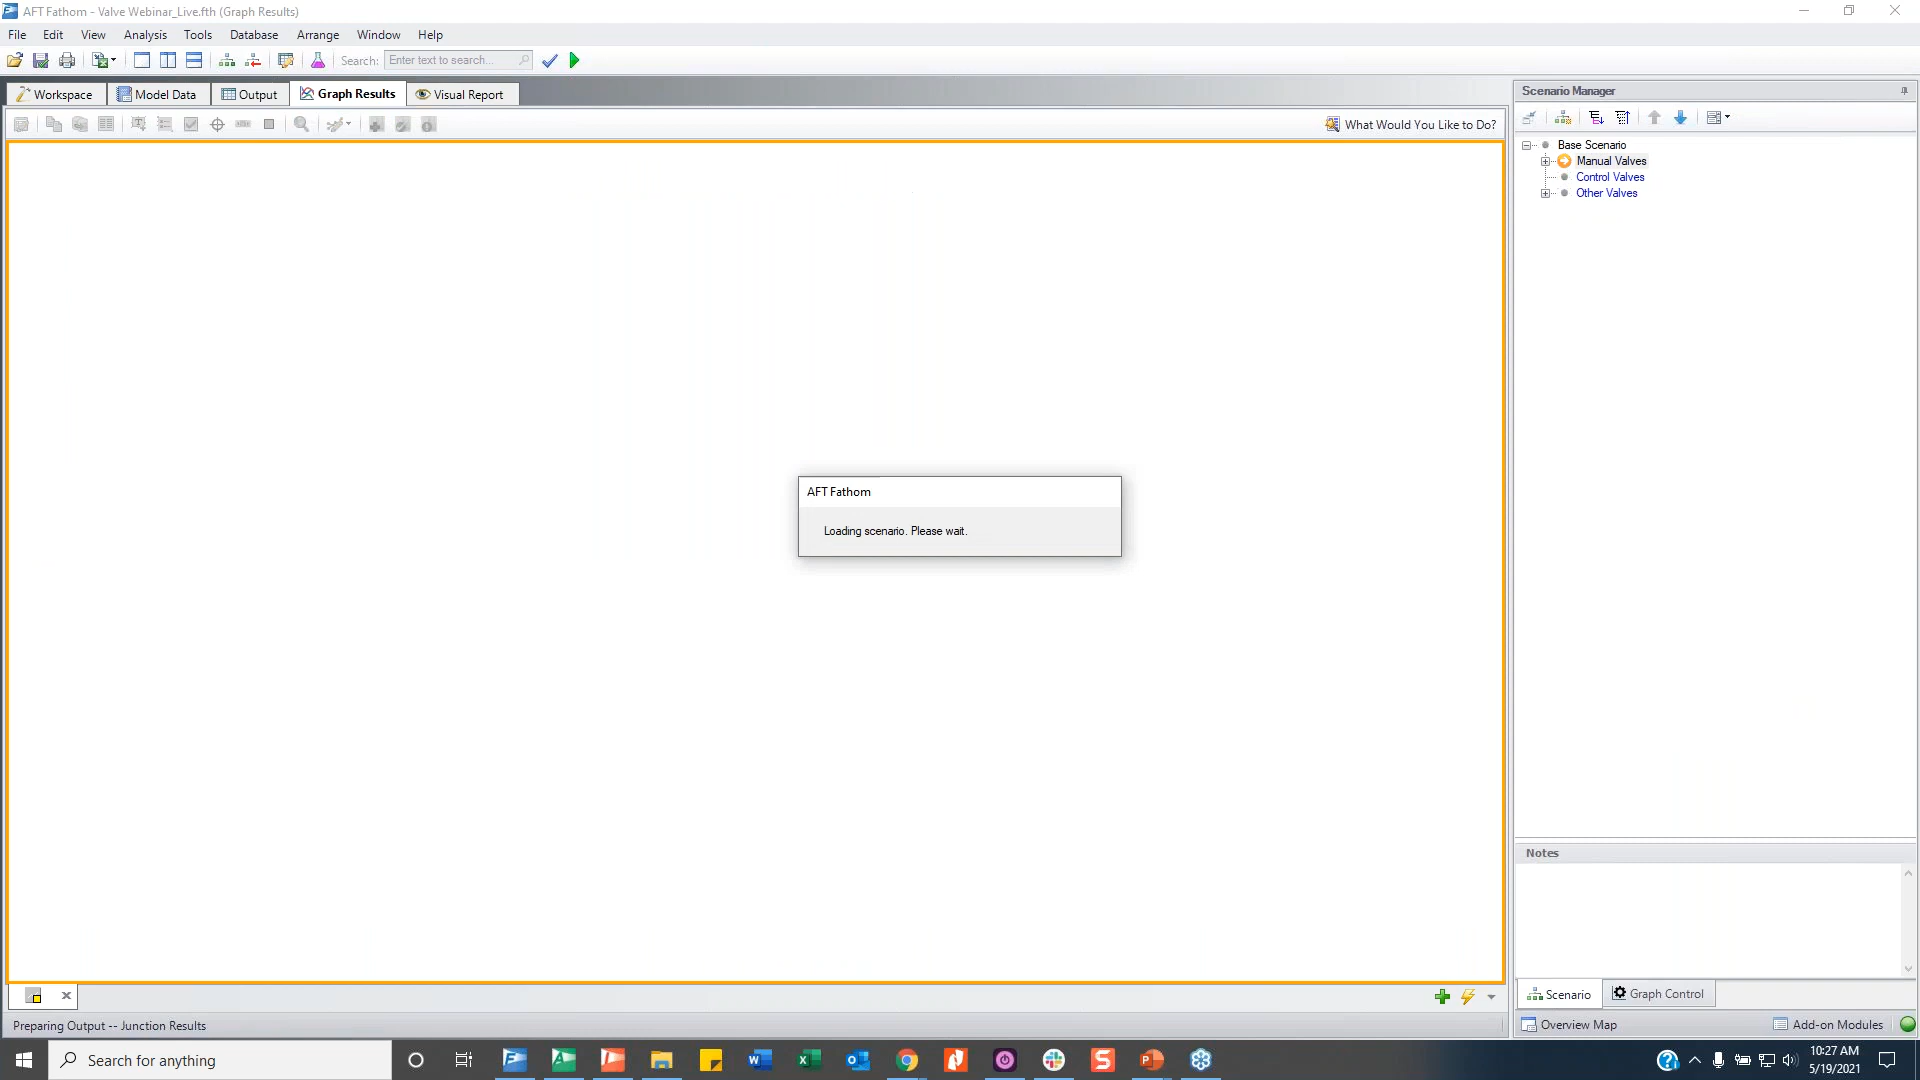 AFT Fathom - Valve Webinar_Live.fth (Graph Results)
File Edit View Analysis Tools Database Arrange Window Help
Search: Enter text to search...
Workspace Model Data Output Graph Results Visual Report
What Would You Like to Do?
Scenario Manager
Base Scenario
Manual Valves
Control Valves
Other Valves
AFT Fathom
Loading scenario. Please wait.
Notes
Scenario Graph Control
Preparing Output -- Junction Results
Overview Map Add-on Modules
Search for anything
10:27 AM
5/19/2021